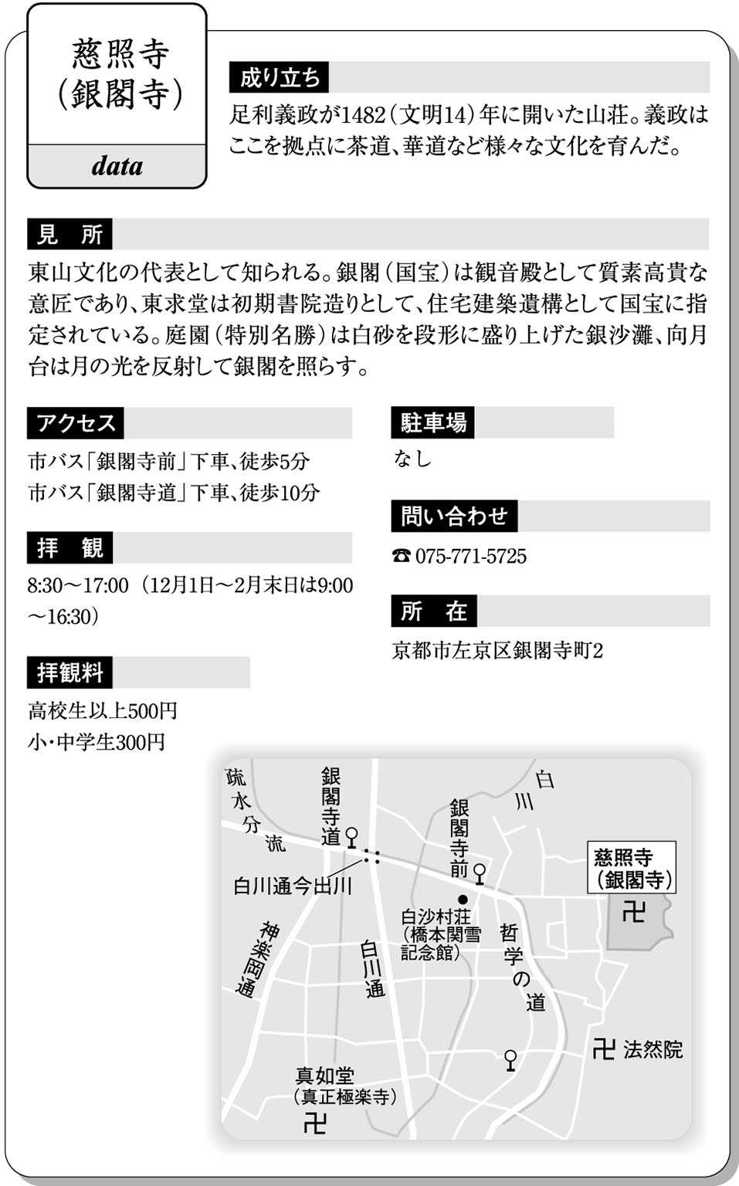 慈照寺
（銀閣寺）
data
成り立ち
足利義政が1482（文明14）年に開いた山荘。義政は
ここを拠点に茶道、華道など様々な文化を育んだ。
見　所
東山文化の代表として知られる。銀閣（国宝）は観音殿として質素高貴な
意匠であり、東求堂は初期書院造りとして、住宅建築遺構として国宝に指
定されている。庭園（特別名勝）は白砂を段形に盛り上げた銀沙灘、向月
台は月の光を反射して銀閣を照らす。
アクセス
市バス「銀閣寺前」下車、徒歩5分
市バス「銀閣寺道」下車、徒歩10分
拝　観
8:30〜17:00（12月1日〜2月末日は9:00
〜16:30）
拝観料
高校生以上500円
小・中学生300円
駐車場
なし
問い合わせ
☎075-771-5725
所　在
京都市左京区銀閣寺町2
疏水分流
銀閣寺道
銀閣寺前
白川
慈照寺
（銀閣寺）
卍
白川通今出川
白沙村荘
（橋本関雪
記念館）
神楽岡通
白川通
哲学の道
卍 法然院
真如堂
（真正極楽寺）
卍